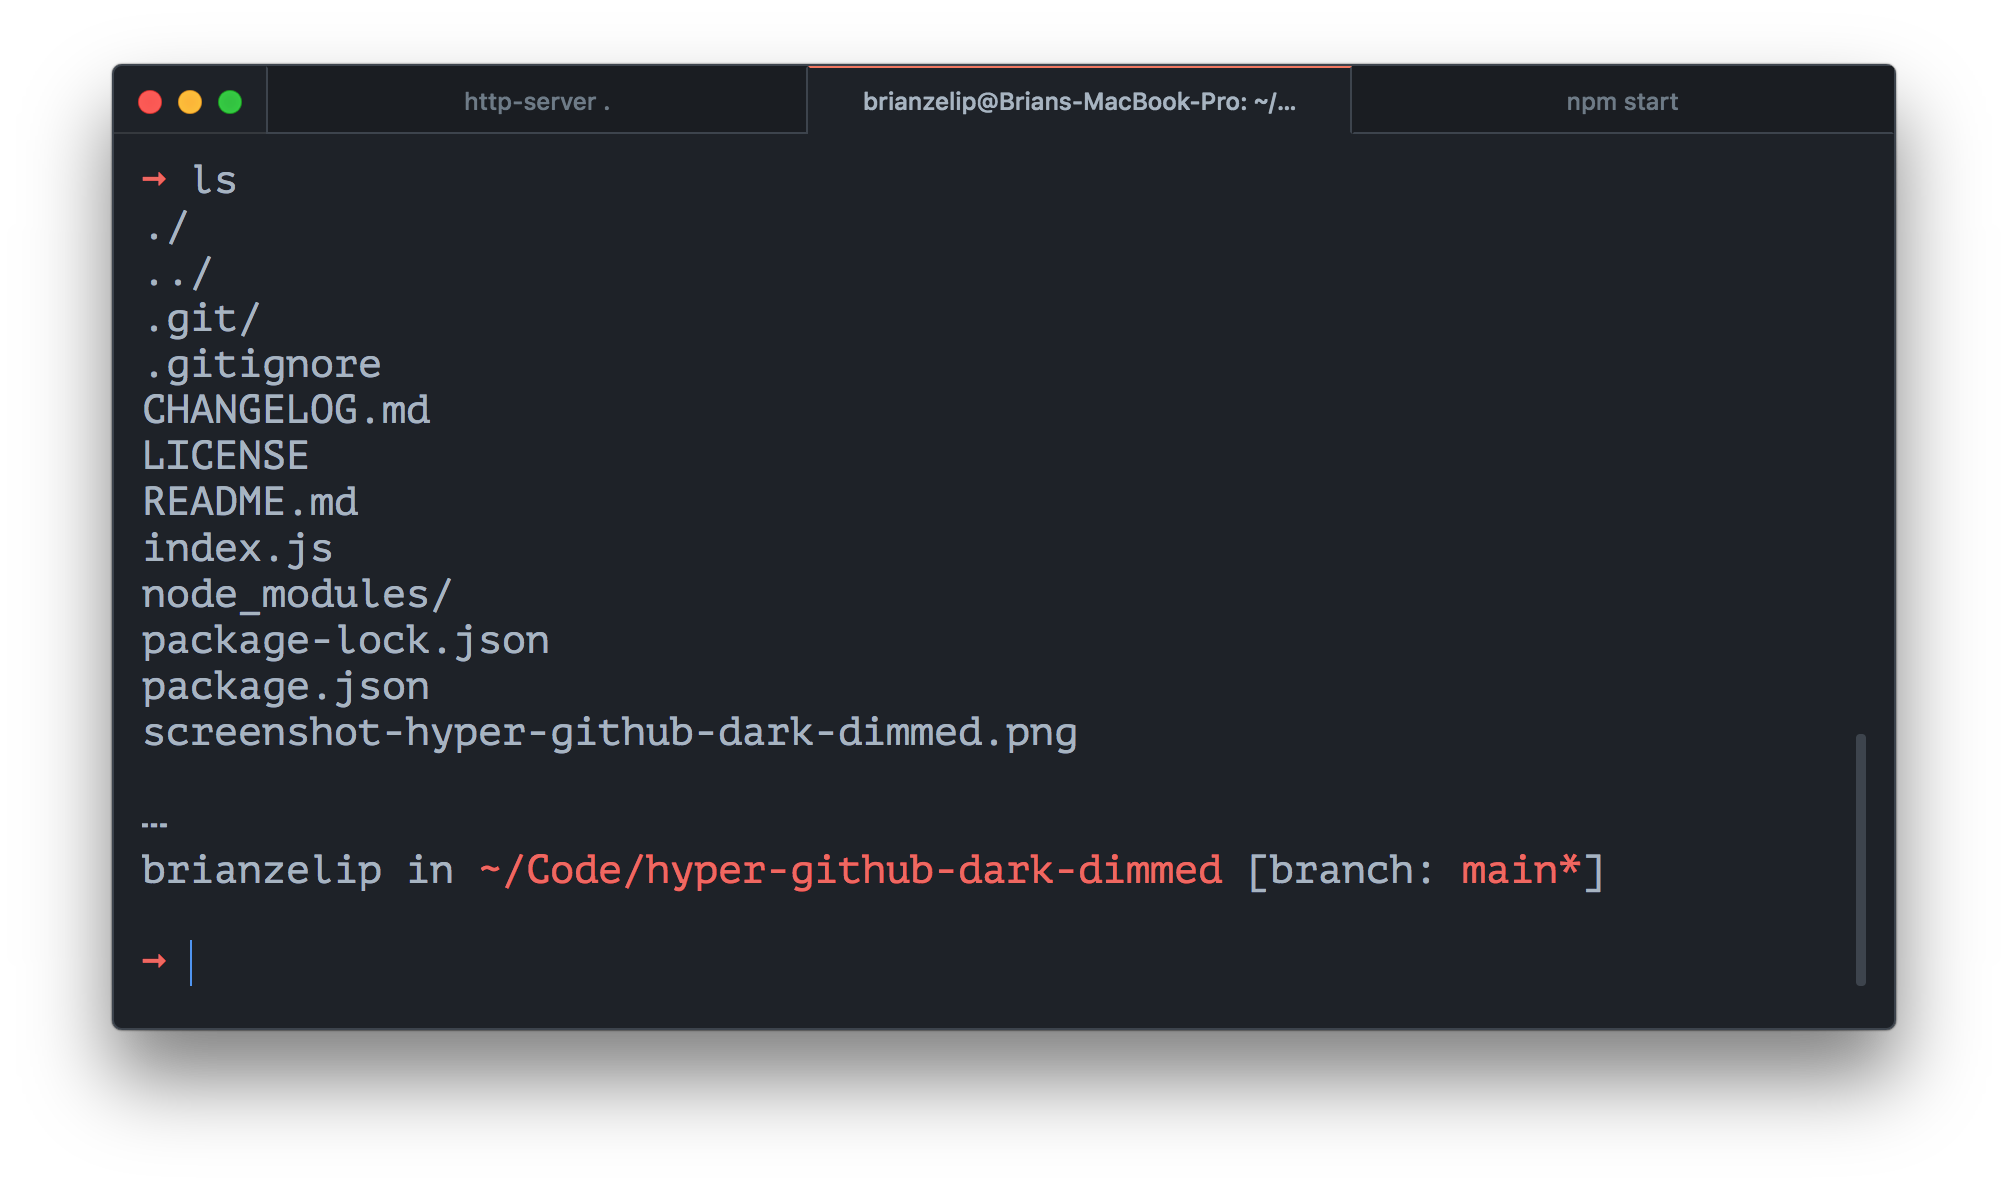 http-server .
brianzelip@Brians-MacBook-Pro: ~/...
npm start
→ ls
./
../
.git/
.gitignore
CHANGELOG.md
LICENSE
README.md
index.js
node_modules/
package-lock.json
package.json
screenshot-hyper-github-dark-dimmed.png
…
brianzelip in ~/Code/hyper-github-dark-dimmed [branch: main*]
→